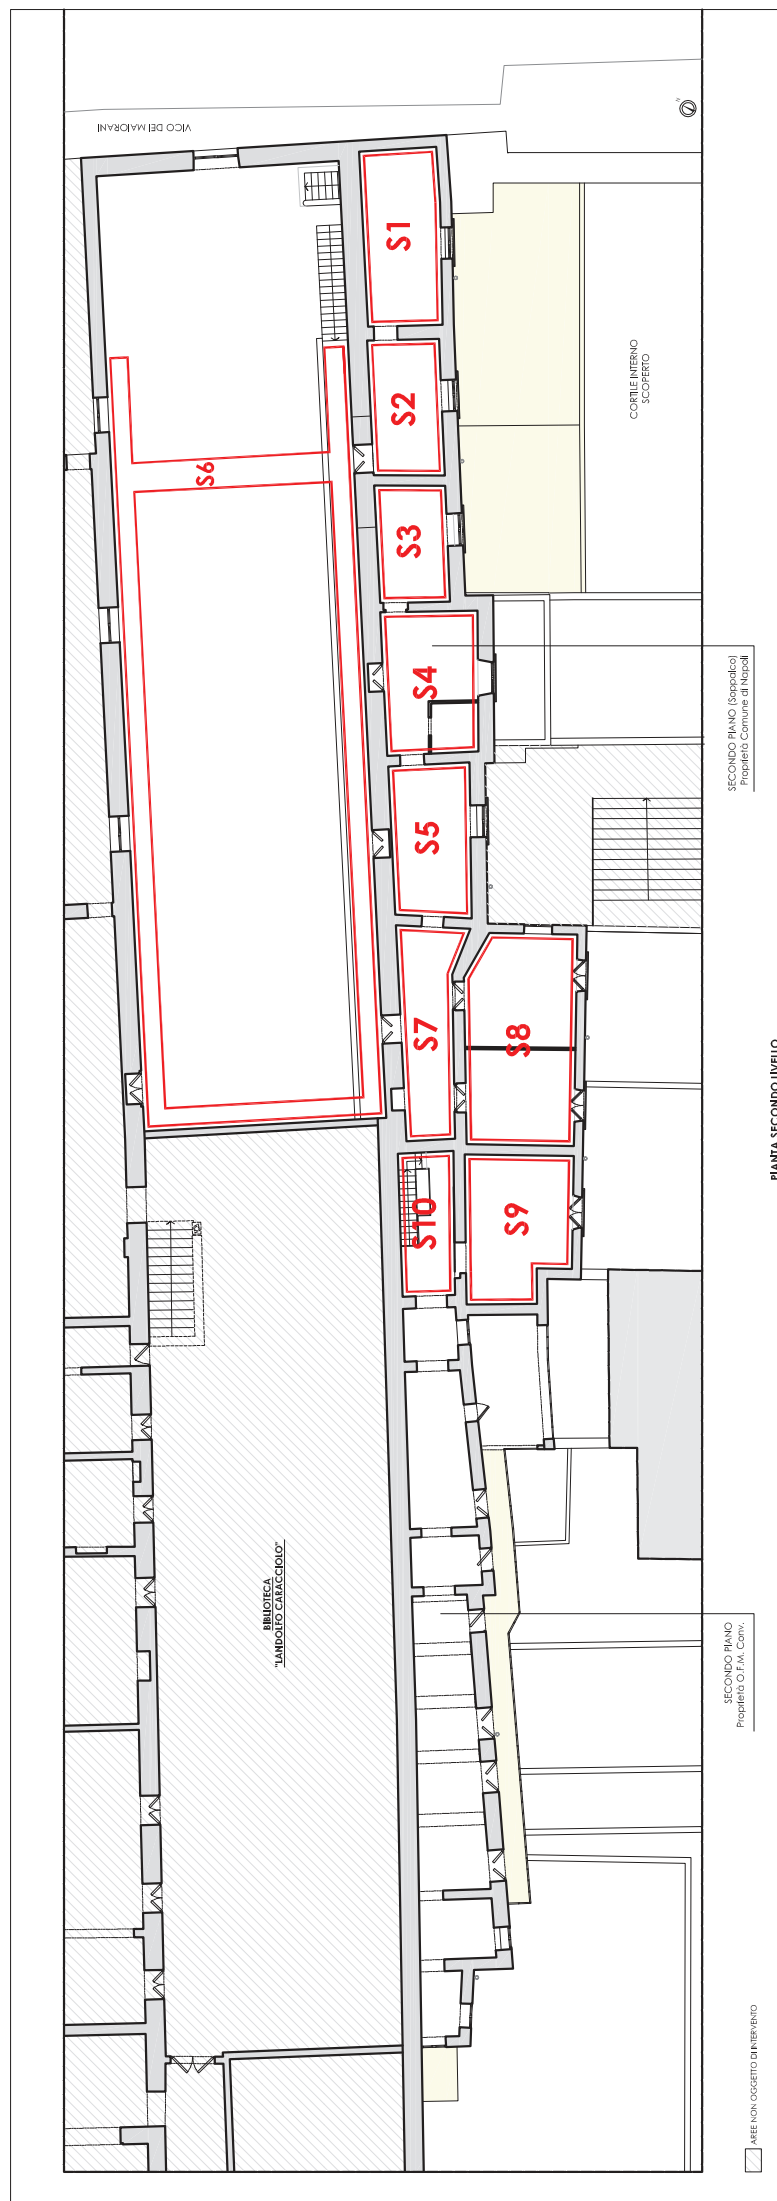 VICO DEI MAIORANI
N
S1
S2
S6
CORTILE INTERNO
SCOPERTO
S3
S4
SECONDO PIANO (Soppalco)
Proprietà Comune di Napoli
S5
S7
S8
S10
S9
PIANTA SECONDO LIVELLO
BIBLIOTECA
"LANDOLFO CARACCIOLO"
SECONDO PIANO
Proprietà O.F.M. Conv.
AREE NON OGGETTO DI INTERVENTO